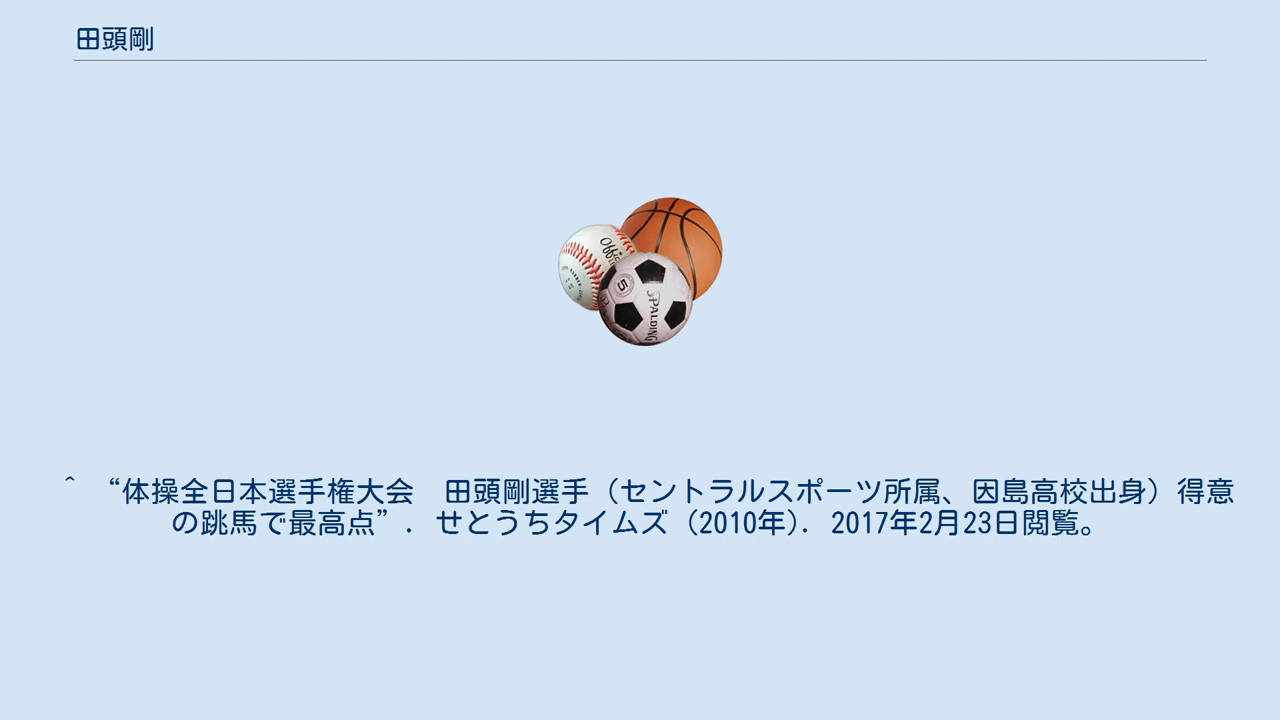 田頭剛
Offic
5
SPALDING
^ “体操全日本選手権大会　田頭剛選手（セントラルスポーツ所属、因島高校出身）得意
の跳馬で最高点”. せとうちタイムズ (2010年). 2017年2月23日閲覧。